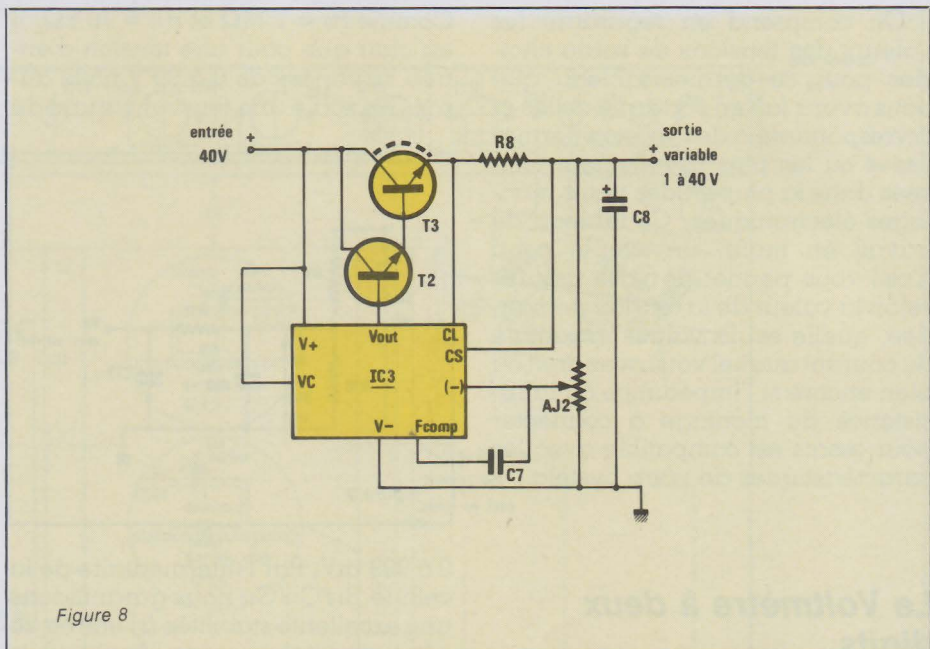 entrée
40V
+
R8
sortie
+
variable
1 à 40 V
+
C8
T3
T2
Vout
CL
V+
CS
VC
IC3
(-)
AJ2
V-
Fcomp
C7
Figure 8